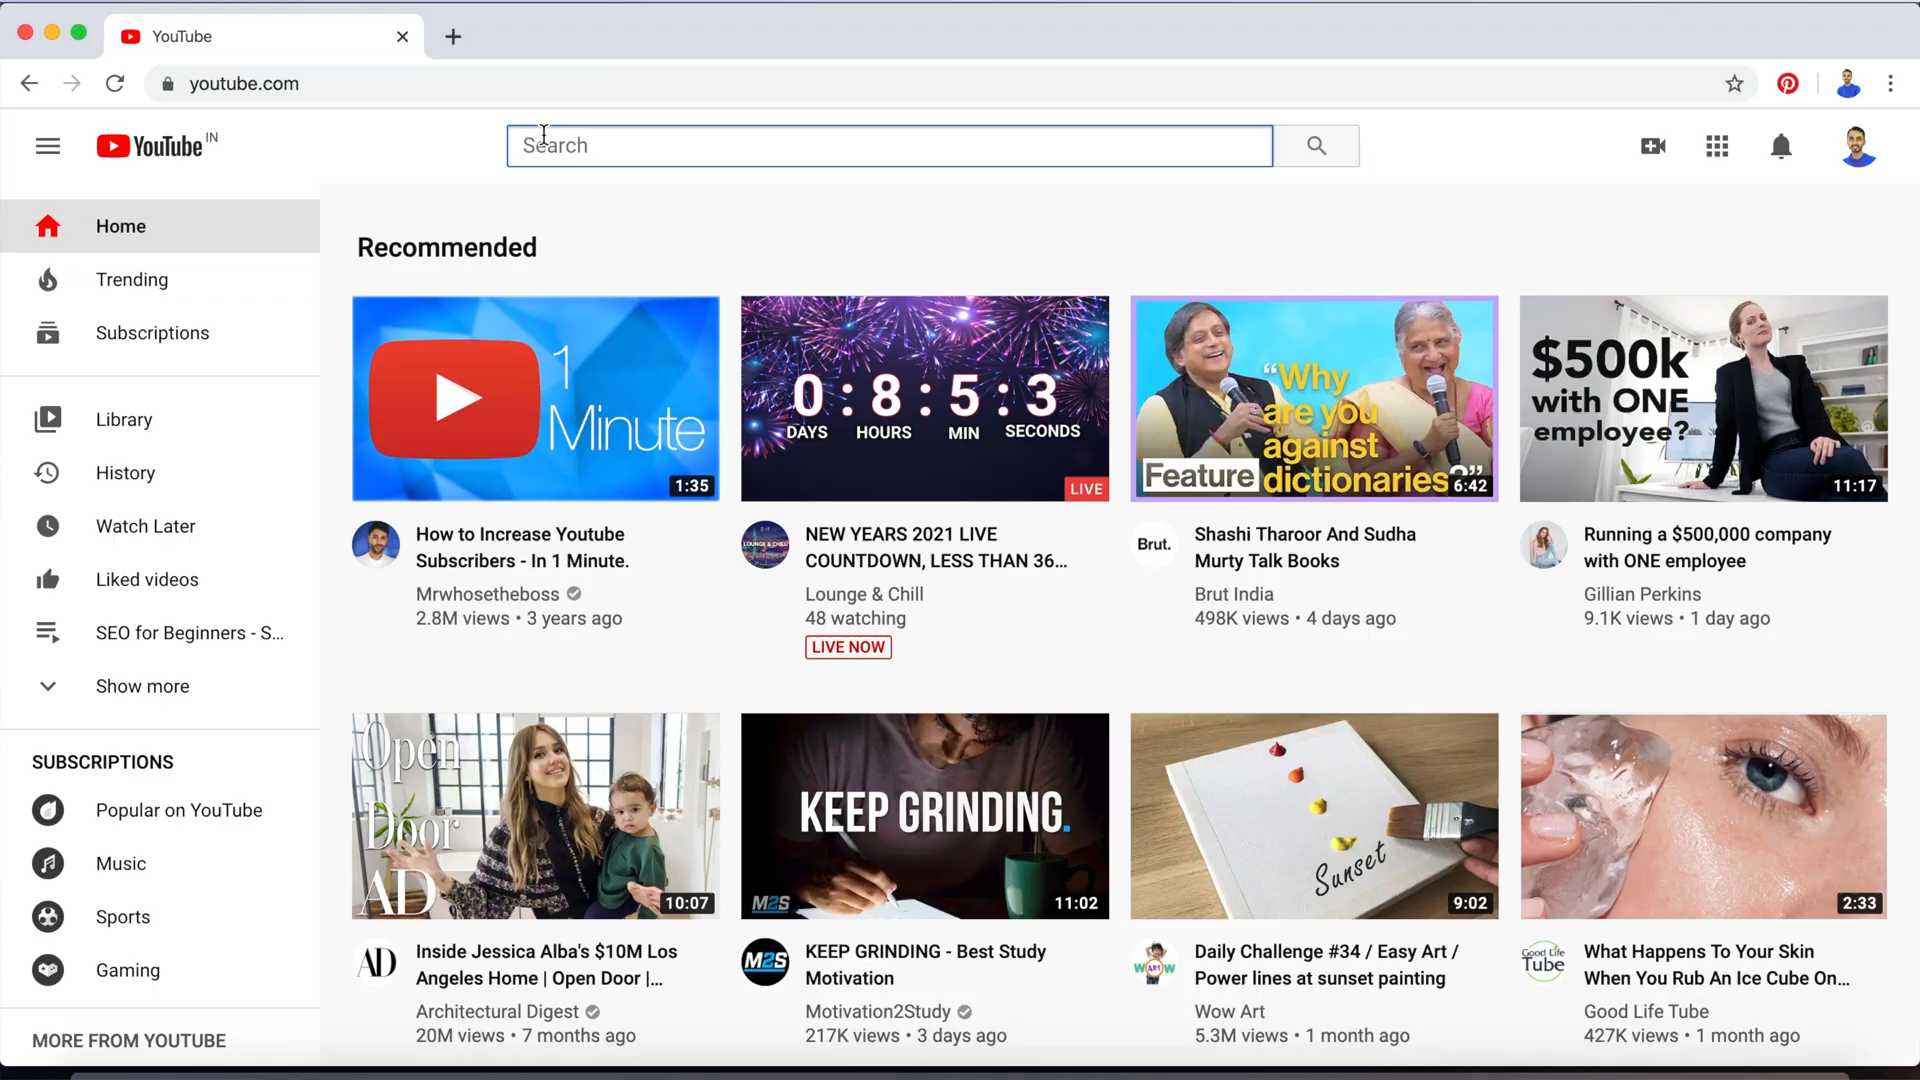 YouTube
youtube.com
YouTube IN
Search
Home
Trending
Subscriptions
Library
History
Watch Later
Liked videos
SEO for Beginners - S...
Show more
SUBSCRIPTIONS
Popular on YouTube
Music
Sports
Gaming
MORE FROM YOUTUBE
Recommended
1
Minute
1:35
How to Increase Youtube
Subscribers - In 1 Minute.
Mrwhosetheboss
2.8M views • 3 years ago
0 : 8 : 5 : 3
DAYS HOURS MIN SECONDS
LIVE
LOUNGE & CHILL
NEW YEARS 2021 LIVE
COUNTDOWN, LESS THAN 36...
Lounge & Chill
48 watching
LIVE NOW
“Why
are you
against
dictionaries?”
Feature
6:42
Brut.
Shashi Tharoor And Sudha
Murty Talk Books
Brut India
498K views • 4 days ago
$500k
with ONE
employee?
11:17
Running a $500,000 company
with ONE employee
Gillian Perkins
9.1K views • 1 day ago
Open
Door
AD
10:07
AD
Inside Jessica Alba's $10M Los
Angeles Home | Open Door |...
Architectural Digest
20M views • 7 months ago
KEEP GRINDING.
M2S
11:02
M2S
KEEP GRINDING - Best Study
Motivation
Motivation2Study
217K views • 3 days ago
Sunset
9:02
WOW
ART
Daily Challenge #34 / Easy Art /
Power lines at sunset painting
Wow Art
5.3M views • 1 month ago
2:33
Good Life
Tube
What Happens To Your Skin
When You Rub An Ice Cube On...
Good Life Tube
427K views • 1 month ago